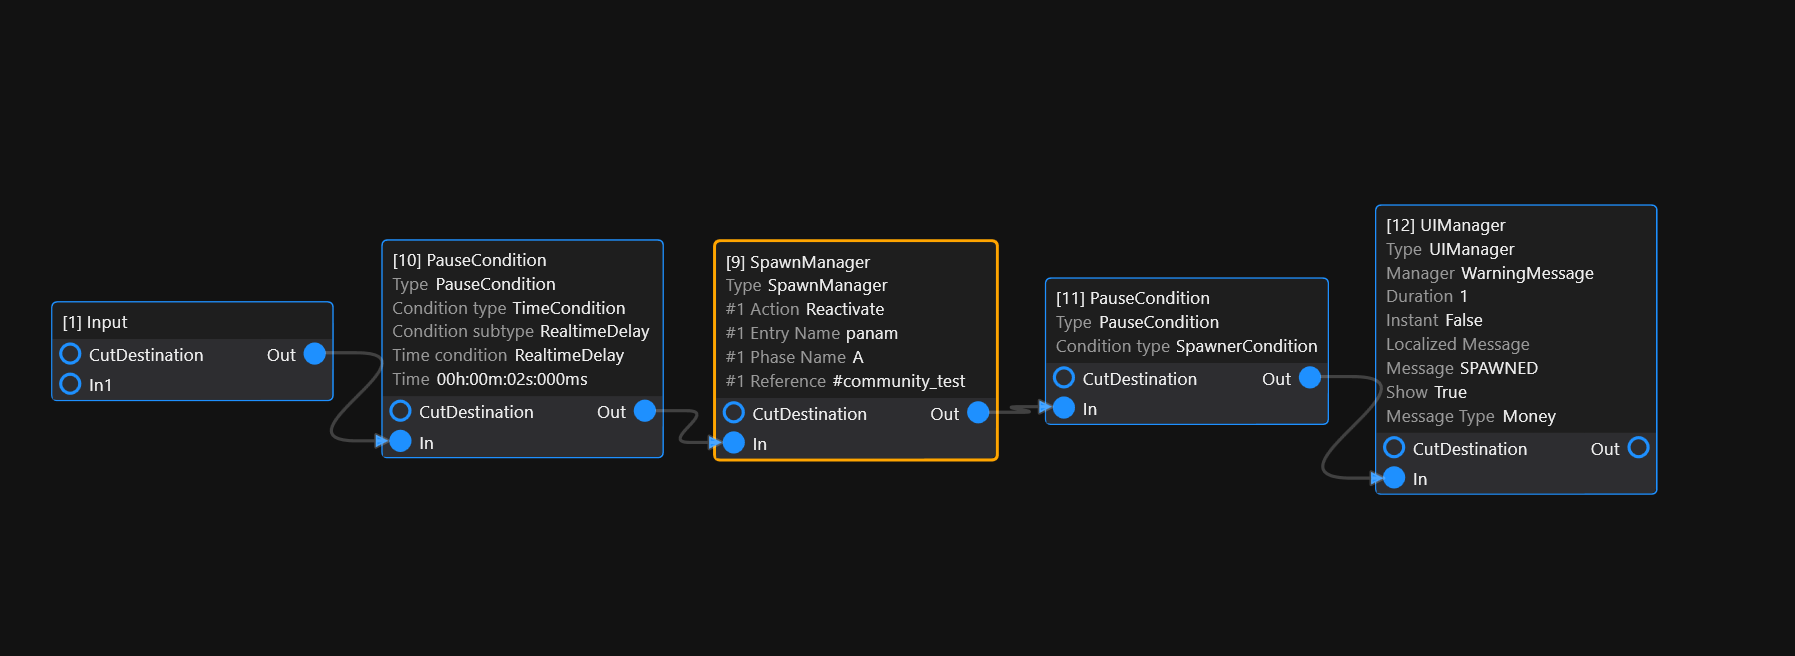 [1] Input
CutDestination Out
In1
[10] PauseCondition
Type PauseCondition
Condition type TimeCondition
Condition subtype RealtimeDelay
Time condition RealtimeDelay
Time 00h:00m:02s:000ms
CutDestination Out
In
[9] SpawnManager
Type SpawnManager
#1 Action Reactivate
#1 Entry Name panam
#1 Phase Name A
#1 Reference #community_test
CutDestination Out
In
[11] PauseCondition
Type PauseCondition
Condition type SpawnerCondition
CutDestination Out
In
[12] UIManager
Type UIManager
Manager WarningMessage
Duration 1
Instant False
Localized Message
Message SPAWNED
Show True
Message Type Money
CutDestination Out
In